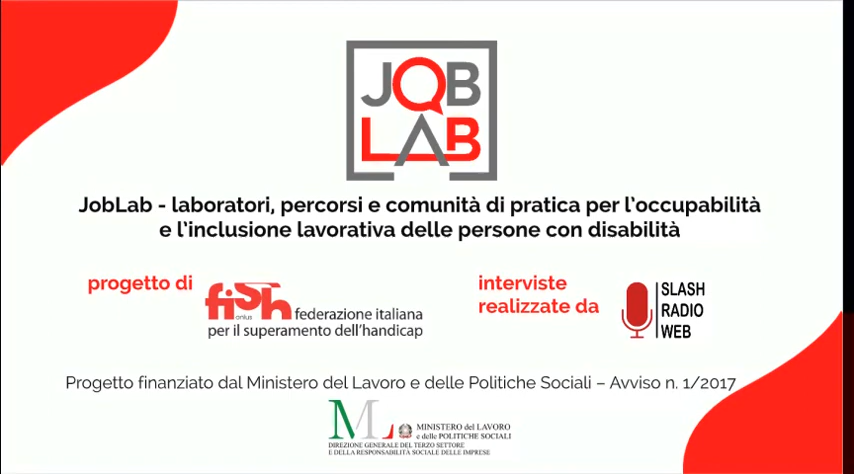 JOB
LAB
JobLab - laboratori, percorsi e comunità di pratica per l'occupabilità
e l'inclusione lavorativa delle persone con disabilità
progetto di
fish
onlus
federazione italiana
per il superamento dell'handicap
interviste
realizzate da
SLASH
RADIO
WEB
Progetto finanziato dal Ministero del Lavoro e delle Politiche Sociali – Avviso n. 1/2017
ML
MINISTERO del LAVORO
e delle POLITICHE SOCIALI
DIREZIONE GENERALE DEL TERZO SETTORE
E DELLA RESPONSABILITÀ SOCIALE DELLE IMPRESE